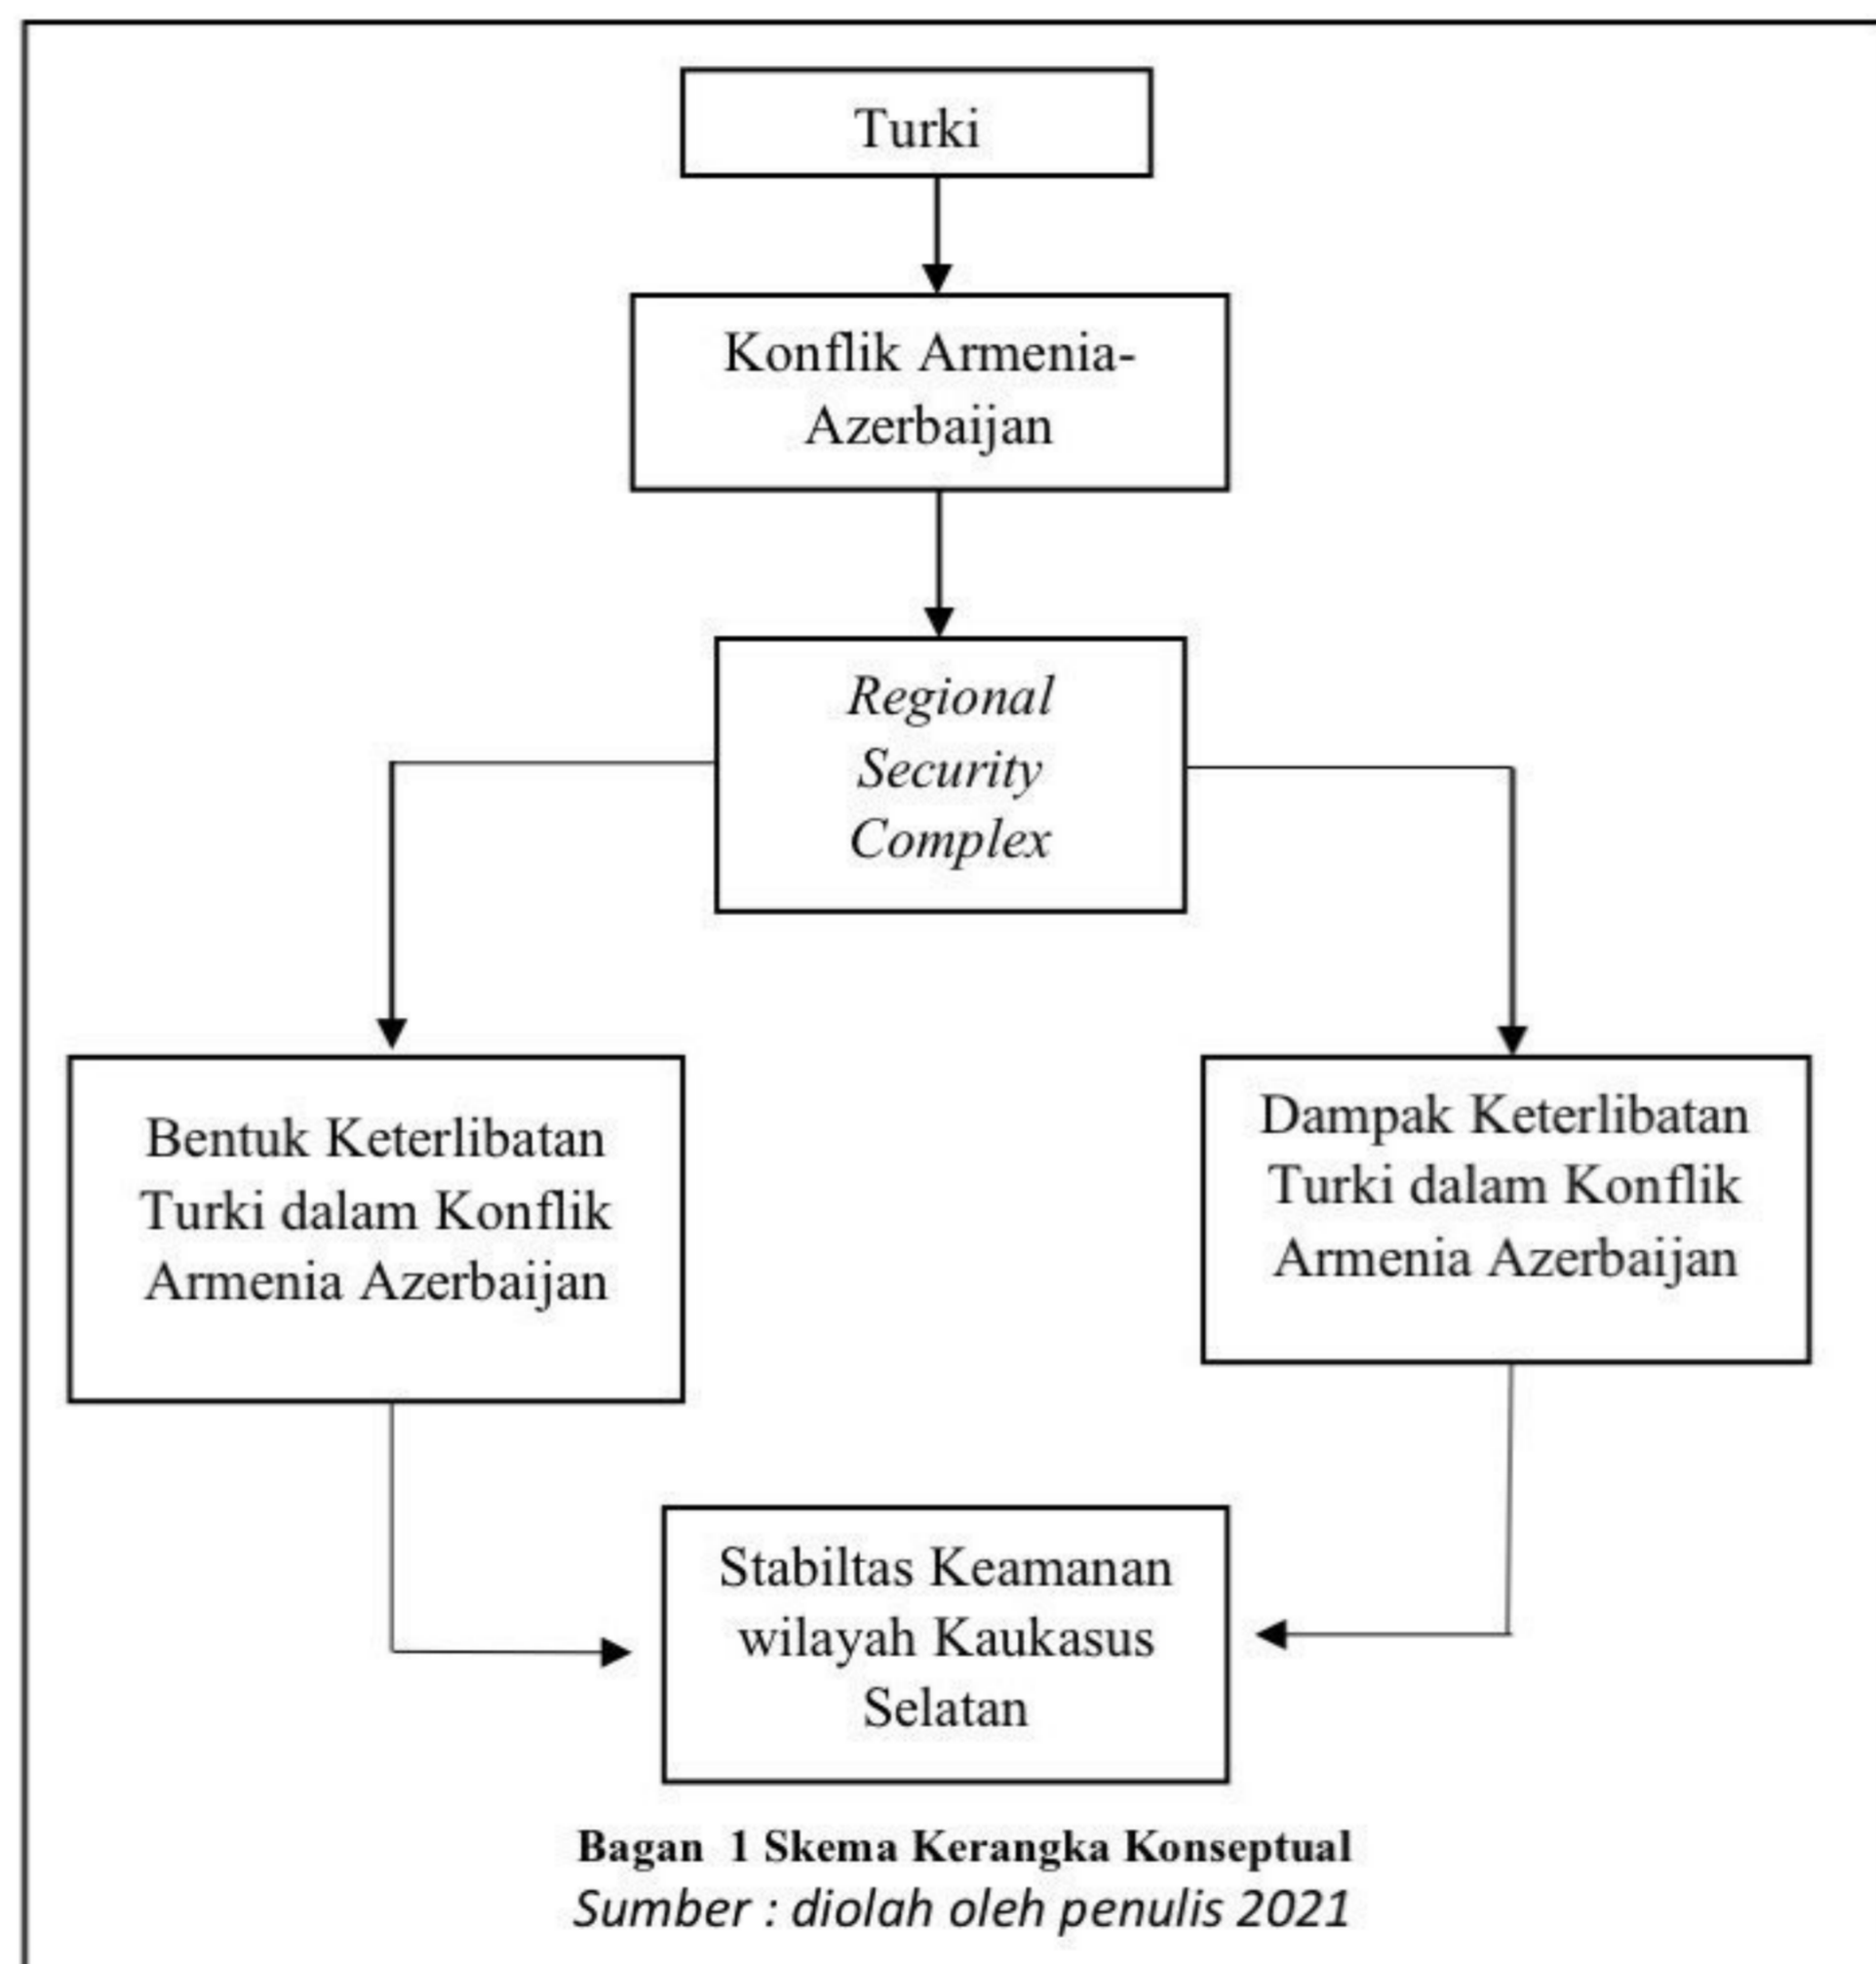 Turki
Konflik Armenia-
Azerbaijan
Regional
Security
Complex
Bentuk Keterlibatan
Turki dalam Konflik
Armenia Azerbaijan
Dampak Keterlibatan
Turki dalam Konflik
Armenia Azerbaijan
Stabiltas Keamanan
wilayah Kaukasus
Selatan
Bagan 1 Skema Kerangka Konseptual
Sumber : diolah oleh penulis 2021